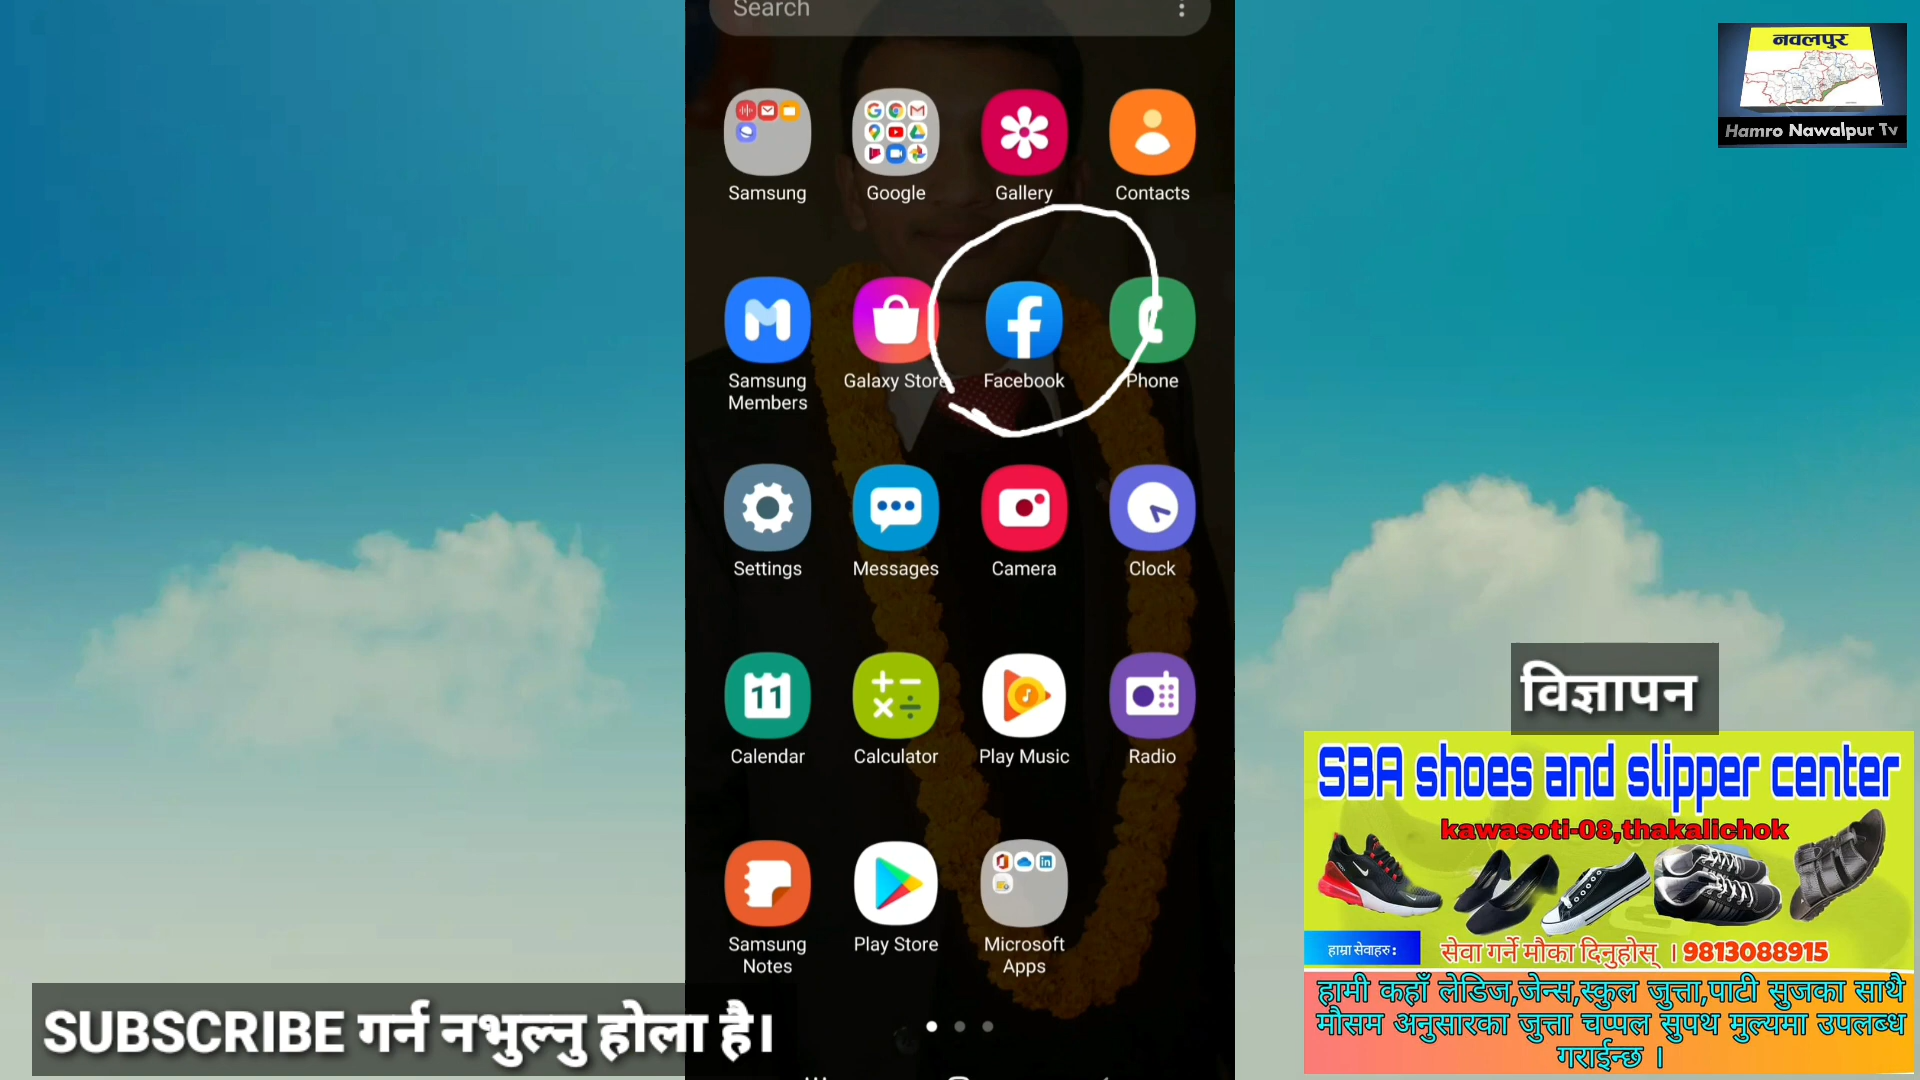 Search
नवलपुर
Hamro Nawalpur Tv
Samsung
Google
Gallery
Contacts
Samsung Members
Galaxy Store
Facebook
Phone
Settings
Messages
Camera
Clock
11
Calendar
Calculator
Play Music
Radio
Samsung Notes
Play Store
Microsoft Apps
SUBSCRIBE गर्न नभुल्नु होला है।
विज्ञापन
SBA shoes and slipper center
kawasoti-08,thakalichok
हाम्रा सेवाहरु :
सेवा गर्ने मौका दिनुहोस् । 9813088915
हामी कहाँ लेडिज,जेन्स,स्कुल जुत्ता,पाटी सुजका साथै
मौसम अनुसारका जुत्ता चप्पल सुपथ मुल्यमा उपलब्ध
गराईन्छ ।